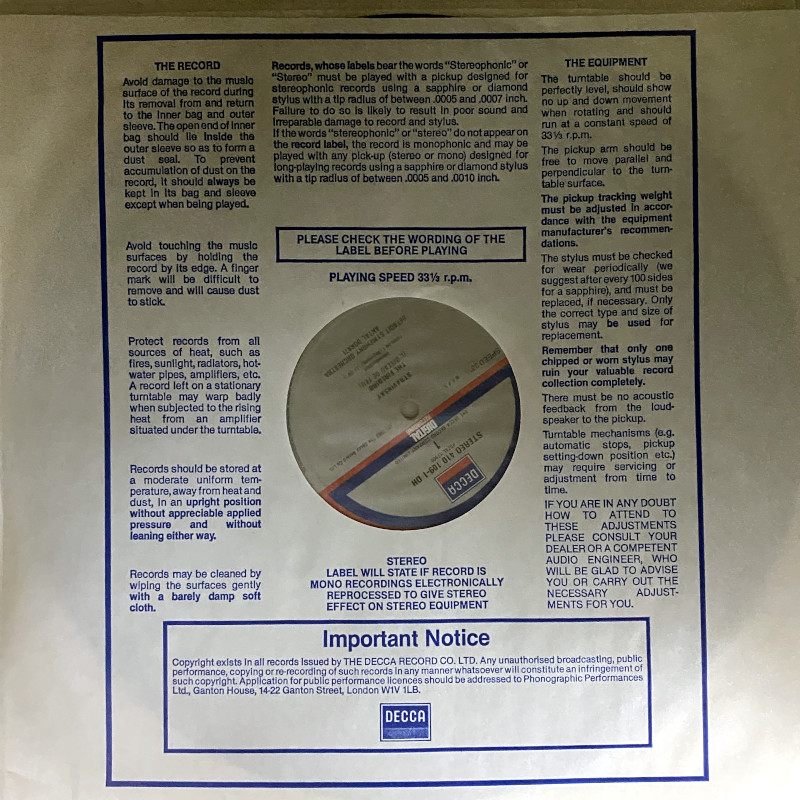 THE RECORD
Avoid damage to the music
surface of the record during
its removal from and return
to the inner bag and outer
sleeve. The open end of inner
bag should lie inside the
outer sleeve so as to form a
dust seal. To prevent
accumulation of dust on the
record, it should always be
kept in its bag and sleeve
except when being played.
Avoid touching the music
surfaces by holding the
record by its edge. A finger
mark will be difficult to
remove and will cause dust
to stick.
Protect records from all
sources of heat, such as
fires, sunlight, radiators, hot-
water pipes, amplifiers, etc.
A record left on a stationary
turntable may warp badly
when subjected to the rising
heat from an amplifier
situated under the turntable.
Records should be stored at
a moderate uniform tem-
perature, away from heat and
dust, in an upright position
without appreciable applied
pressure and without
leaning either way.
Records may be cleaned by
wiping the surfaces gently
with a barely damp soft
cloth.
Records, whose labels bear the words "Stereophonic" or
"Stereo" must be played with a pickup designed for
stereophonic records using a sapphire or diamond
stylus with a tip radius of between .0005 and .0007 inch.
Failure to do so is likely to result in poor sound and
irreparable damage to record and stylus.
If the words "stereophonic" or "stereo" do not appear on
the record label, the record is monophonic and may be
played with any pick-up (stereo or mono) designed for
long-playing records using a sapphire or diamond stylus
with a tip radius of between .0005 and .0010 inch.
PLEASE CHECK THE WORDING OF THE
LABEL BEFORE PLAYING
PLAYING SPEED 33⅓ r.p.m.
DECCA
STEREO 410 109-1 DH
1
DIGITAL
STRAVINSKY
THE FIREBIRD
DETROIT SYMPHONY ORCHESTRA
ANTAL DORATI
STEREO
LABEL WILL STATE IF RECORD IS
MONO RECORDINGS ELECTRONICALLY
REPROCESSED TO GIVE STEREO
EFFECT ON STEREO EQUIPMENT
THE EQUIPMENT
The turntable should be
perfectly level, should show
no up and down movement
when rotating and should
run at a constant speed of
33⅓ r.p.m.
The pickup arm should be
free to move parallel and
perpendicular to the turn-
table surface.
The pickup tracking weight
must be adjusted in accor-
dance with the equipment
manufacturer's recommen-
dations.
The stylus must be checked
for wear periodically (we
suggest after every 100 sides
for a sapphire), and must be
replaced, if necessary. Only
the correct type and size of
stylus may be used for
replacement.
Remember that only one
chipped or worn stylus may
ruin your valuable record
collection completely.
There must be no acoustic
feedback from the loud-
speaker to the pickup.
Turntable mechanisms (e.g.
automatic stops, pickup
setting-down position etc.)
may require servicing or
adjustment from time to
time.
IF YOU ARE IN ANY DOUBT
HOW TO ATTEND TO
THESE ADJUSTMENTS
PLEASE CONSULT YOUR
DEALER OR A COMPETENT
AUDIO ENGINEER, WHO
WILL BE GLAD TO ADVISE
YOU OR CARRY OUT THE
NECESSARY ADJUST-
MENTS FOR YOU.
Important Notice
Copyright exists in all records issued by THE DECCA RECORD CO. LTD. Any unauthorised broadcasting, public
performance, copying or re-recording of such records in any manner whatsoever will constitute an infringement of
such copyright. Application for public performance licences should be addressed to Phonographic Performances
Ltd., Ganton House, 14-22 Ganton Street, London W1V 1LB.
DECCA